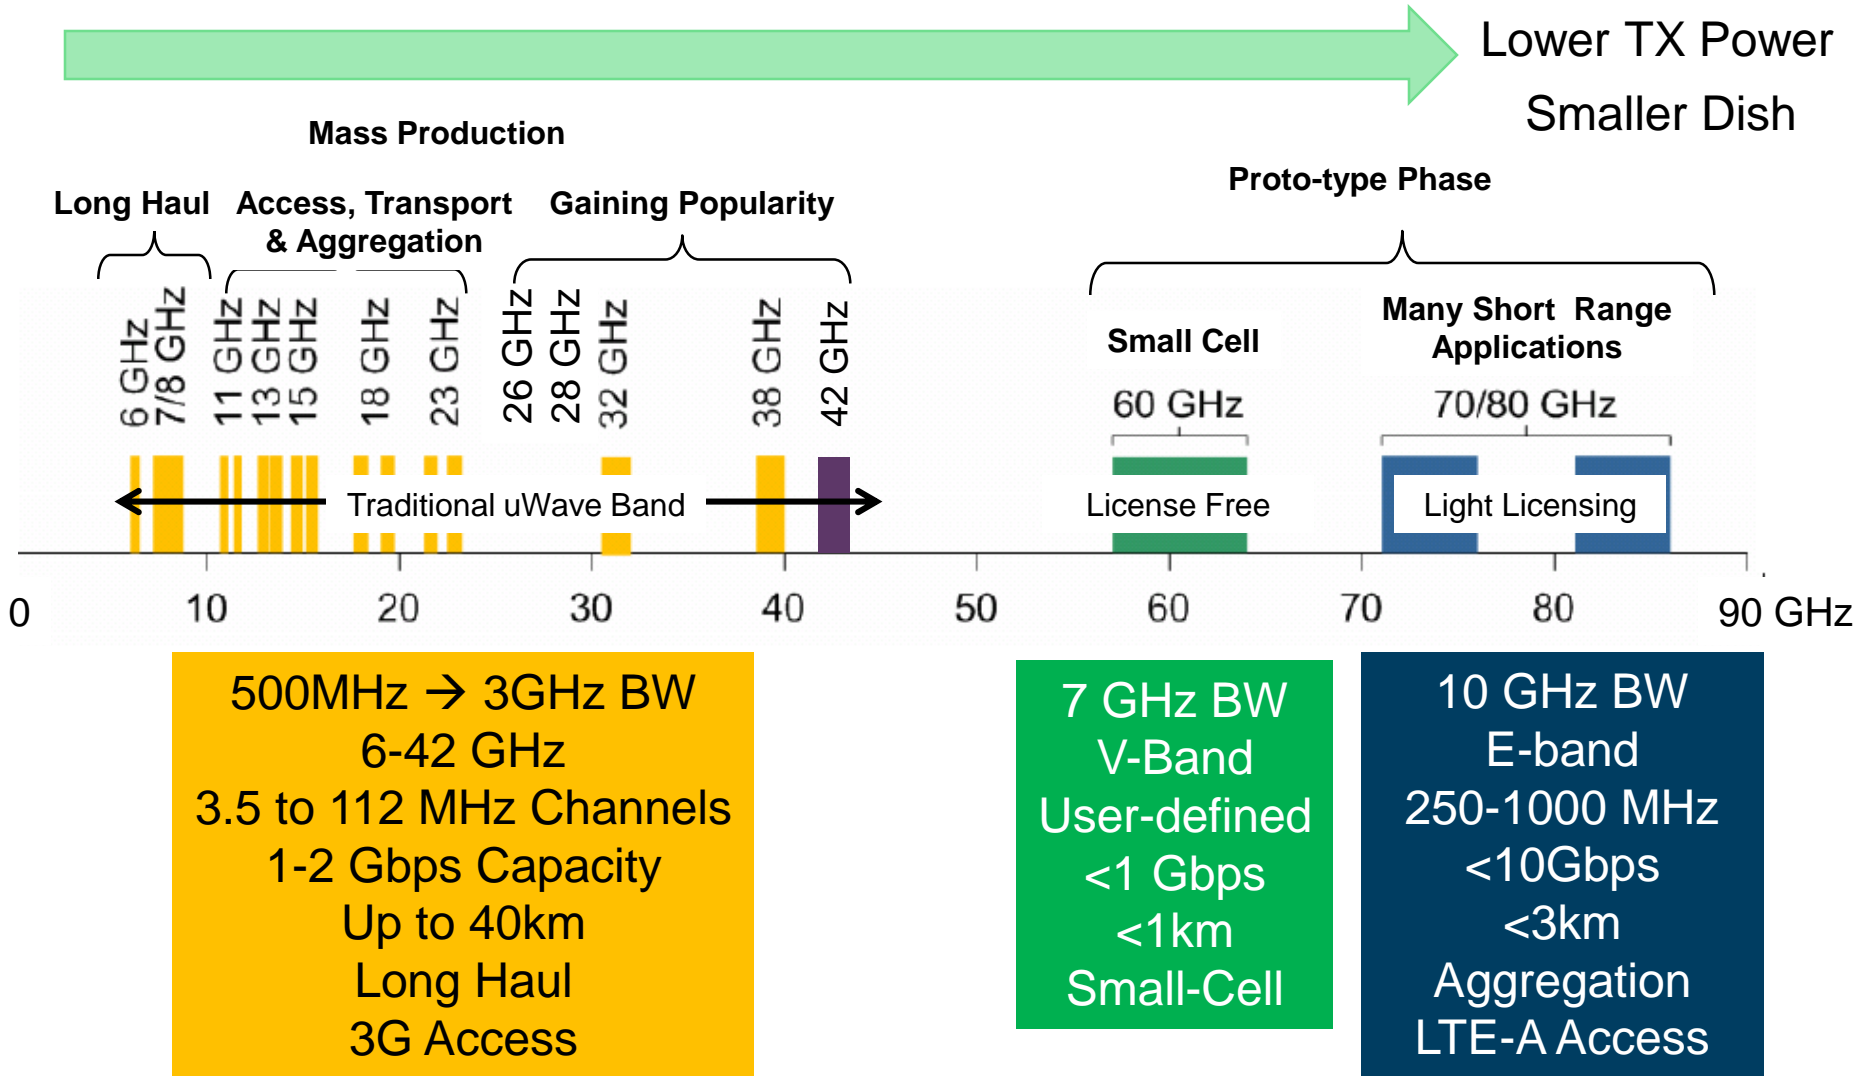 Lower TX Power
Smaller Dish
Mass Production
Proto-type Phase
Long Haul
Access, Transport
& Aggregation
Gaining Popularity
6 GHz
7/8 GHz
11 GHz
13 GHz
15 GHz
18 GHz
23 GHz
26 GHz
28 GHz
32 GHz
38 GHz
42 GHz
Small Cell
60 GHz
Many Short Range
Applications
70/80 GHz
Traditional uWave Band
License Free
Light Licensing
0
10
20
30
40
50
60
70
80
90 GHz
500MHz → 3GHz BW
6-42 GHz
3.5 to 112 MHz Channels
1-2 Gbps Capacity
Up to 40km
Long Haul
3G Access
7 GHz BW
V-Band
User-defined
<1 Gbps
<1km
Small-Cell
10 GHz BW
E-band
250-1000 MHz
<10Gbps
<3km
Aggregation
LTE-A Access